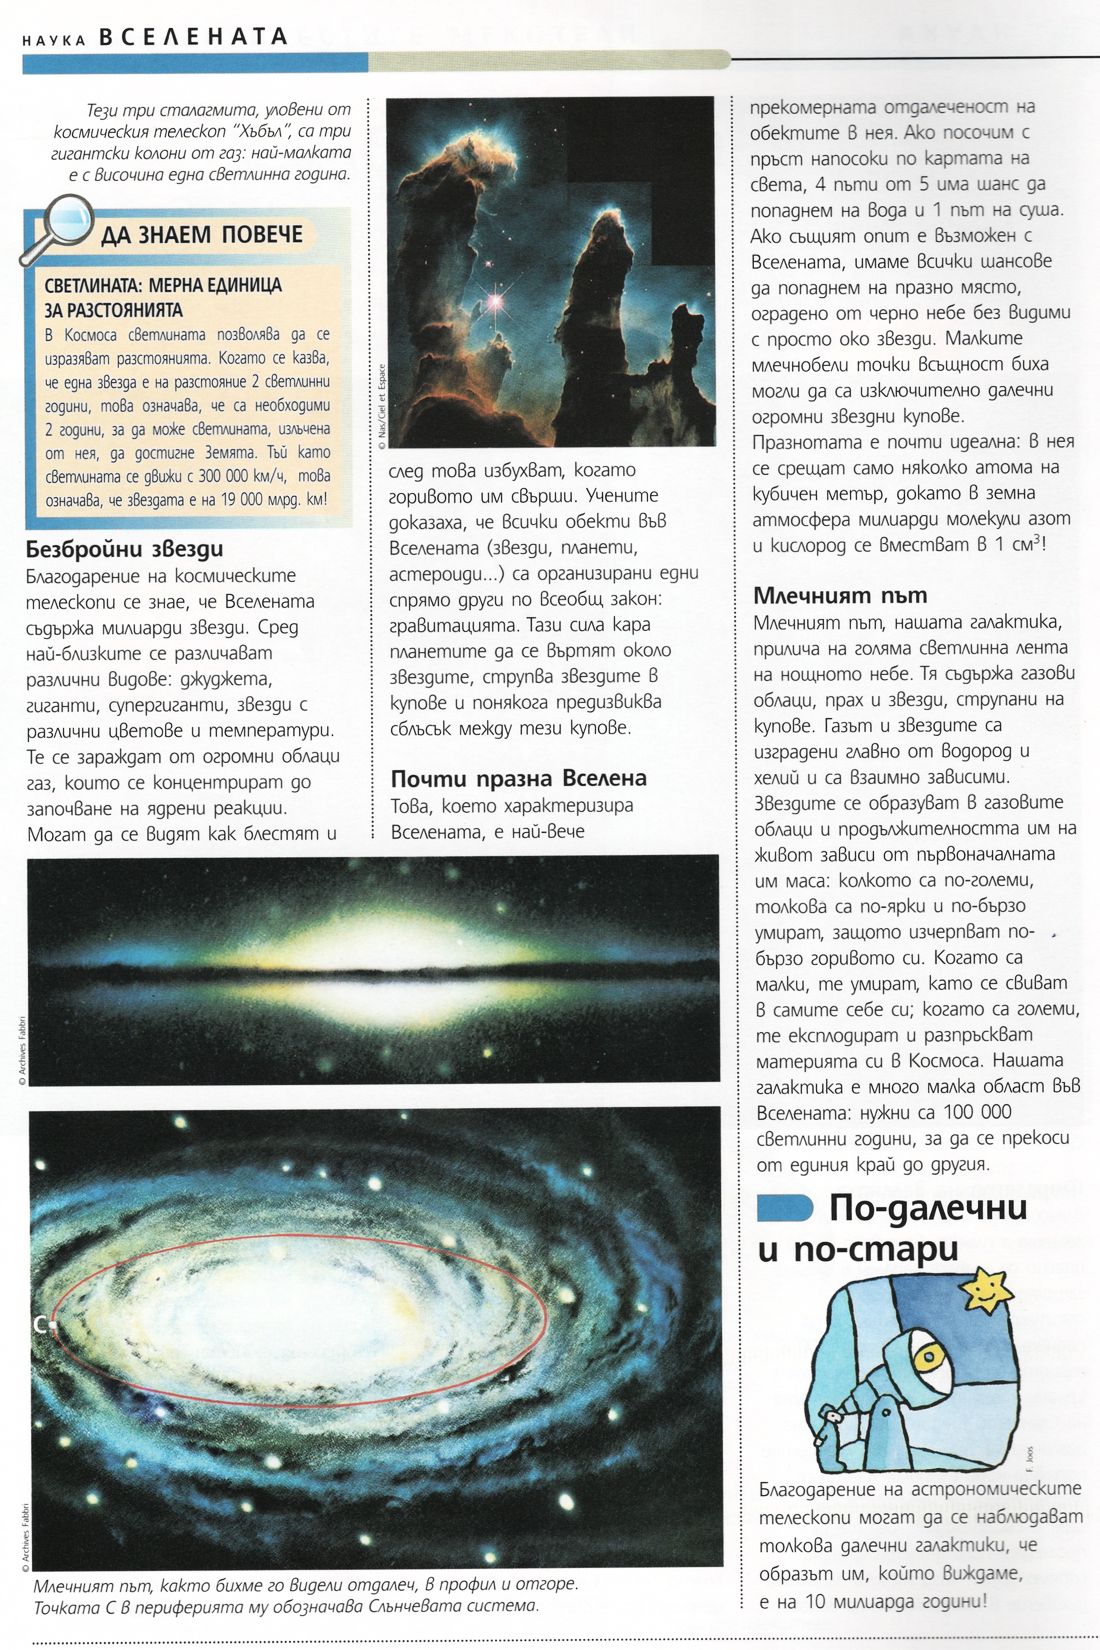 НАУКА ВСЕЛЕНАТА
Тези три сталагмита, уловени от
космическия телескоп "Хъбъл", са три
гигантски колони от газ: най-малката
е с височина една светлинна година.
ДА ЗНАЕМ ПОВЕЧЕ
СВЕТЛИНАТА: МЕРНА ЕДИНИЦА
ЗА РАЗСТОЯНИЯТА
В Космоса светлината позволява да се
изразяват разстоянията. Когато се казва,
че една звезда е на разстояние 2 светлинни
години, това означава, че са необходими
2 години, за да може светлината, излъчена
от нея, да достигне Земята. Тъй като
светлината се движи с 300 000 км/ч, това
означава, че звездата е на 19 000 млрд. км!
Безбройни звезди
Благодарение на космическите
телескопи се знае, че Вселената
съдържа милиарди звезди. Сред
най-близките се различават
различни видове: джуджета,
гиганти, супергиганти, звезди с
различни цветове и температури.
Те се зараждат от огромни облаци
газ, които се концентрират до
започване на ядрени реакции.
Могат да се видят как блестят и
© Nas/Ciel et Espace
след това избухват, когато
горивото им свърши. Учените
доказаха, че всички обекти във
Вселената (звезди, планети,
астероиди...) са организирани едни
спрямо други по всеобщ закон:
гравитацията. Тази сила кара
планетите да се въртят около
звездите, струпва звездите в
купове и понякога предизвиква
сблъсък между тези купове.
Почти празна Вселена
Това, което характеризира
Вселената, е най-вече
прекомерната отдалеченост на
обектите в нея. Ако посочим с
пръст напосоки по картата на
света, 4 пъти от 5 има шанс да
попаднем на вода и 1 път на суша.
Ако същият опит е възможен с
Вселената, имаме всички шансове
да попаднем на празно място,
оградено от черно небе без видими
с просто око звезди. Малките
млечнобели точки всъщност биха
могли да са изключително далечни
огромни звездни купове.
Празнотата е почти идеална: в нея
се срещат само няколко атома на
кубичен метър, докато в земна
атмосфера милиарди молекули азот
и кислород се вместват в 1 см³!
Млечният път
Млечният път, нашата галактика,
прилича на голяма светлинна лента
на нощното небе. Тя съдържа газови
облаци, прах и звезди, струпани на
купове. Газът и звездите са
изградени главно от водород и
хелий и са взаимно зависими.
Звездите се образуват в газовите
облаци и продължителността им на
живот зависи от първоначалната
им маса: колкото са по-големи,
толкова са по-ярки и по-бързо
умират, защото изчерпват по-
бързо горивото си. Когато са
малки, те умират, като се свиват
в самите себе си; когато са големи,
те експлодират и разпръскват
материята си в Космоса. Нашата
галактика е много малка област във
Вселената: нужни са 100 000
светлинни години, за да се прекоси
от единия край до другия.
© Archives Fabbri
С
© Archives Fabbri
Млечният път, както бихме го видели отдалеч, в профил и отгоре.
Точката С в периферията му обозначава Слънчевата система.
По-далечни
и по-стари
F. Joos
Благодарение на астрономическите
телескопи могат да се наблюдават
толкова далечни галактики, че
образът им, който виждаме,
е на 10 милиарда години!